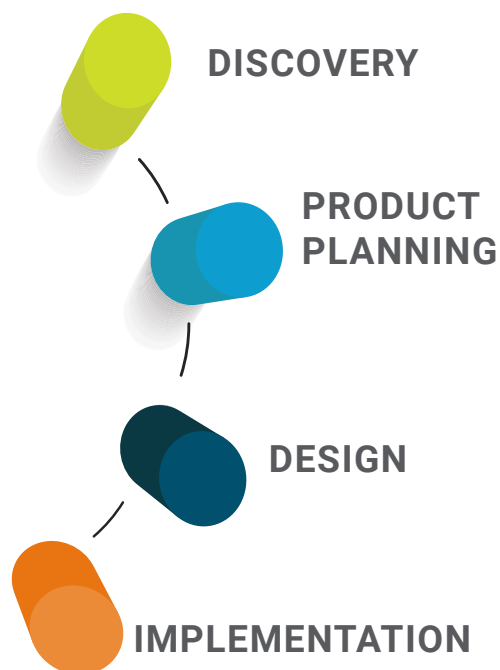 DISCOVERY
PRODUCT
PLANNING
DESIGN
IMPLEMENTATION